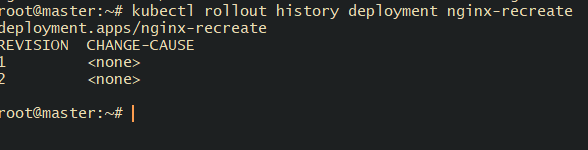 root@master:~# kubectl rollout history deployment nginx-recreate
deployment.apps/nginx-recreate
REVISION  CHANGE-CAUSE
1         <none>
2         <none>
root@master:~#